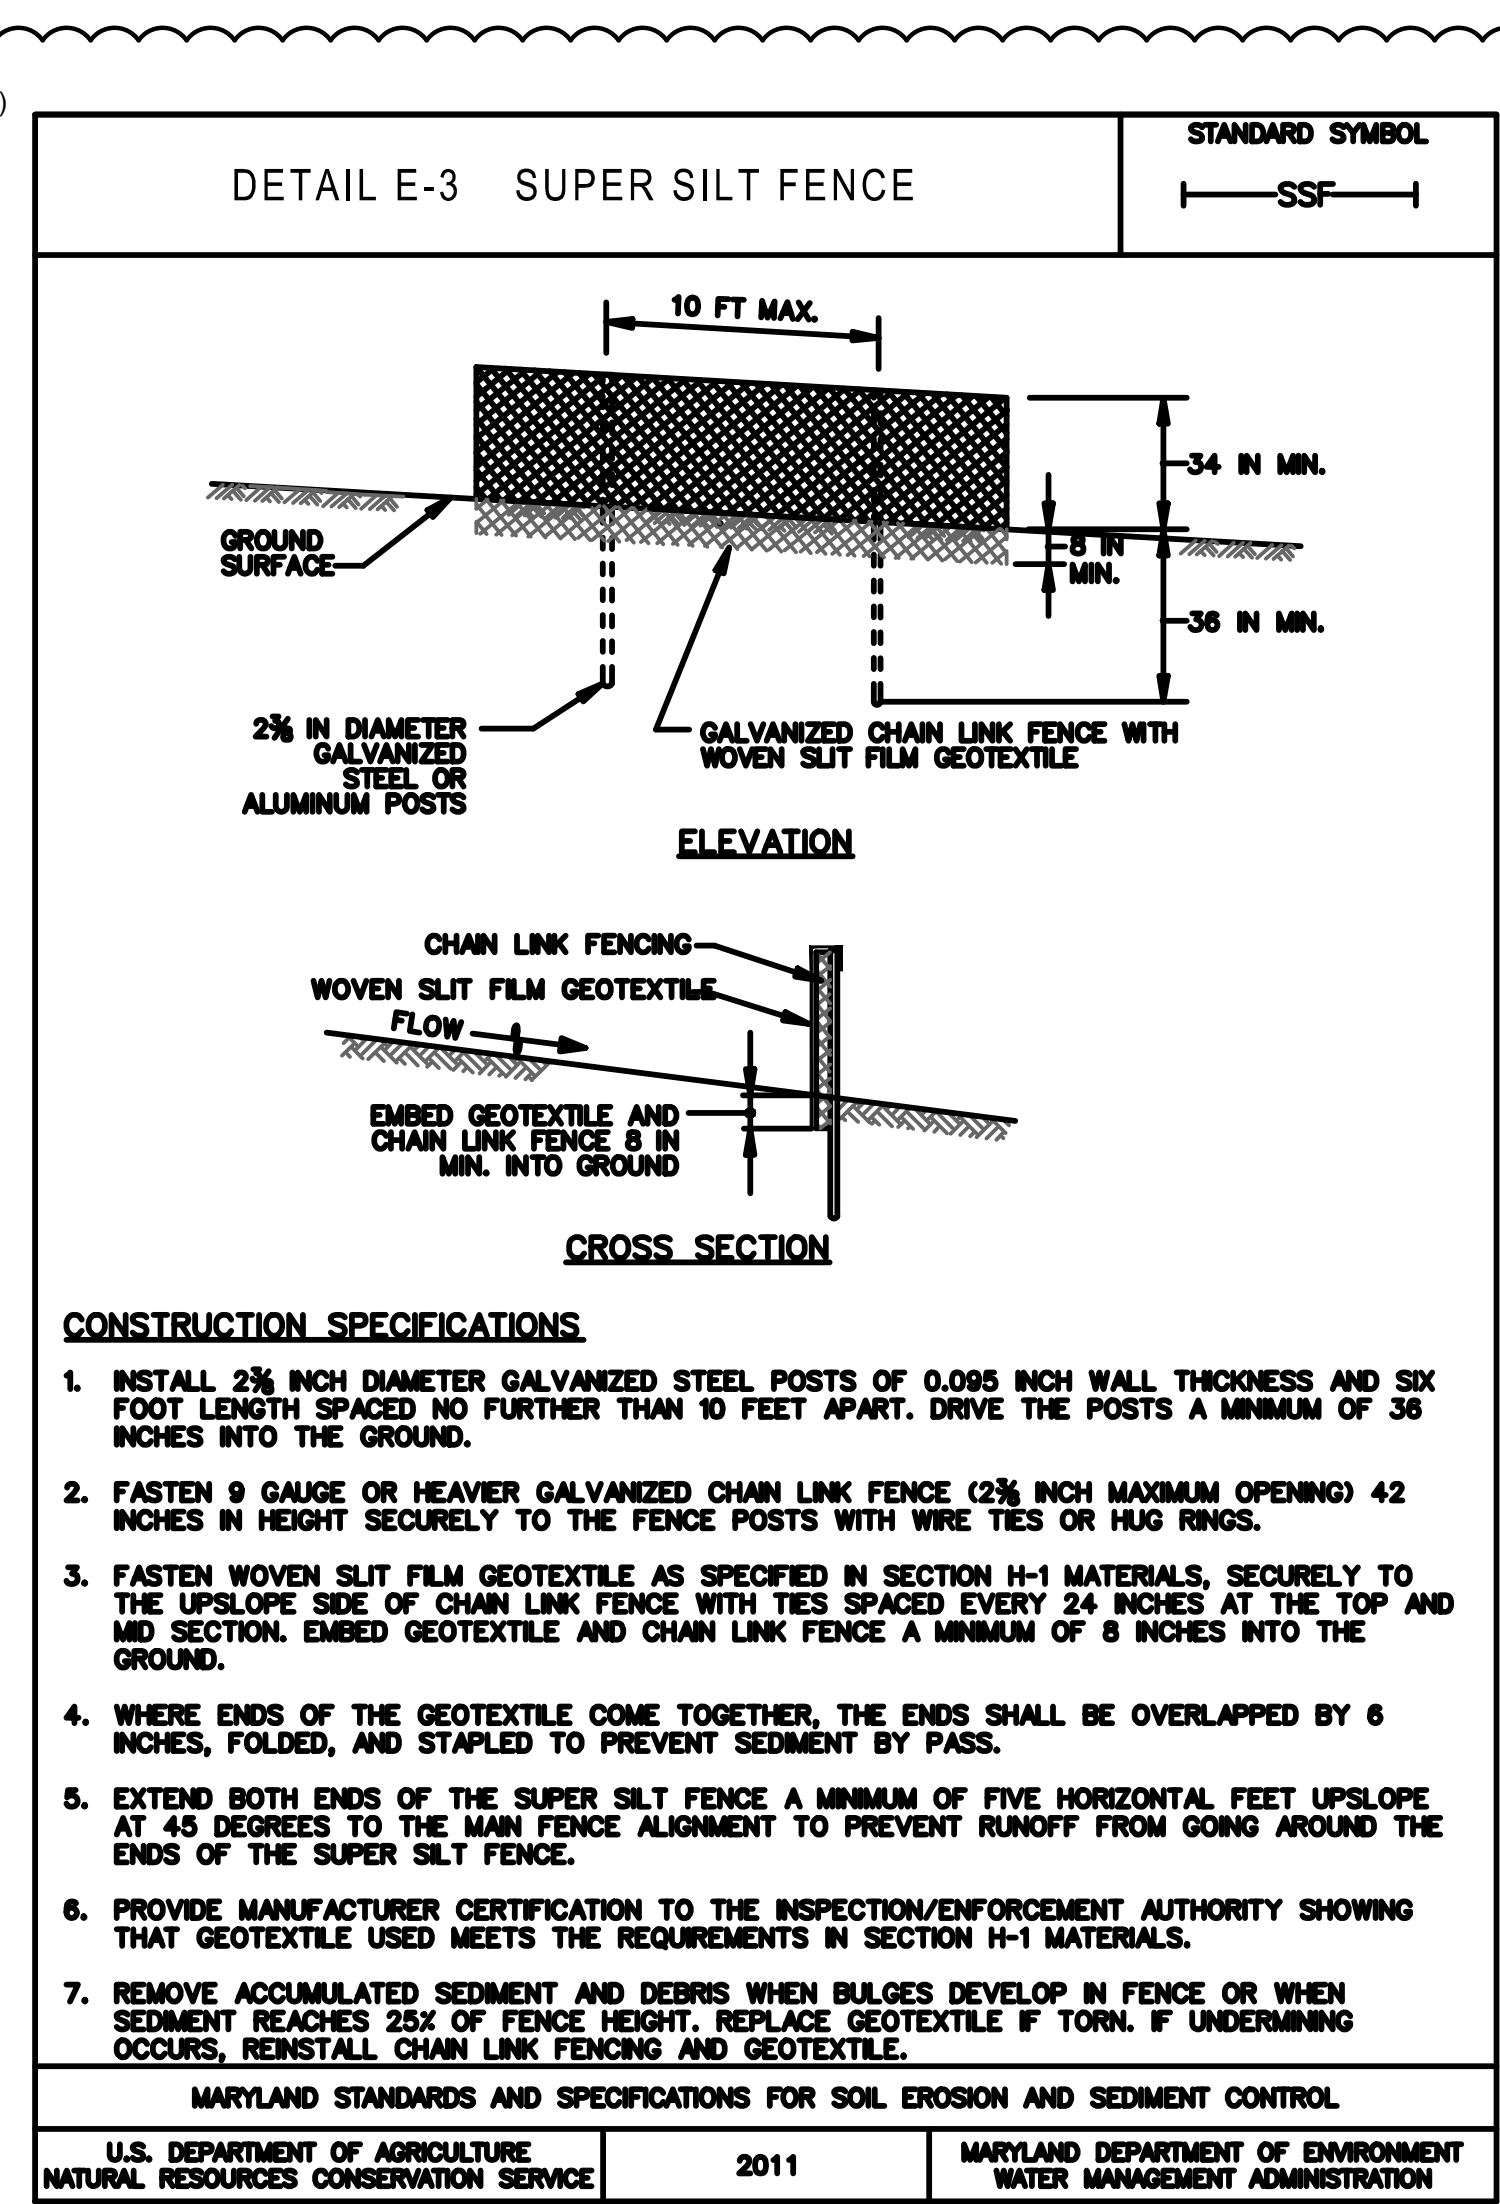 )
DETAIL E-3 SUPER SILT FENCE
STANDARD SYMBOL
SSF
10 FT MAX.
34 IN MIN.
GROUND
SURFACE
8 IN
MIN.
36 IN MIN.
2⅜ IN DIAMETER
GALVANIZED
STEEL OR
ALUMINUM POSTS
GALVANIZED CHAIN LINK FENCE WITH
WOVEN SLIT FILM GEOTEXTILE
ELEVATION
CHAIN LINK FENCING
WOVEN SLIT FILM GEOTEXTILE
FLOW
EMBED GEOTEXTILE AND
CHAIN LINK FENCE 8 IN
MIN. INTO GROUND
CROSS SECTION
CONSTRUCTION SPECIFICATIONS
1. INSTALL 2⅜ INCH DIAMETER GALVANIZED STEEL POSTS OF 0.095 INCH WALL THICKNESS AND SIX
FOOT LENGTH SPACED NO FURTHER THAN 10 FEET APART. DRIVE THE POSTS A MINIMUM OF 36
INCHES INTO THE GROUND.
2. FASTEN 9 GAUGE OR HEAVIER GALVANIZED CHAIN LINK FENCE (2⅜ INCH MAXIMUM OPENING) 42
INCHES IN HEIGHT SECURELY TO THE FENCE POSTS WITH WIRE TIES OR HUG RINGS.
3. FASTEN WOVEN SLIT FILM GEOTEXTILE AS SPECIFIED IN SECTION H-1 MATERIALS, SECURELY TO
THE UPSLOPE SIDE OF CHAIN LINK FENCE WITH TIES SPACED EVERY 24 INCHES AT THE TOP AND
MID SECTION. EMBED GEOTEXTILE AND CHAIN LINK FENCE A MINIMUM OF 8 INCHES INTO THE
GROUND.
4. WHERE ENDS OF THE GEOTEXTILE COME TOGETHER, THE ENDS SHALL BE OVERLAPPED BY 6
INCHES, FOLDED, AND STAPLED TO PREVENT SEDIMENT BY PASS.
5. EXTEND BOTH ENDS OF THE SUPER SILT FENCE A MINIMUM OF FIVE HORIZONTAL FEET UPSLOPE
AT 45 DEGREES TO THE MAIN FENCE ALIGNMENT TO PREVENT RUNOFF FROM GOING AROUND THE
ENDS OF THE SUPER SILT FENCE.
6. PROVIDE MANUFACTURER CERTIFICATION TO THE INSPECTION/ENFORCEMENT AUTHORITY SHOWING
THAT GEOTEXTILE USED MEETS THE REQUIREMENTS IN SECTION H-1 MATERIALS.
7. REMOVE ACCUMULATED SEDIMENT AND DEBRIS WHEN BULGES DEVELOP IN FENCE OR WHEN
SEDIMENT REACHES 25% OF FENCE HEIGHT. REPLACE GEOTEXTILE IF TORN. IF UNDERMINING
OCCURS, REINSTALL CHAIN LINK FENCING AND GEOTEXTILE.
MARYLAND STANDARDS AND SPECIFICATIONS FOR SOIL EROSION AND SEDIMENT CONTROL
U.S. DEPARTMENT OF AGRICULTURE
NATURAL RESOURCES CONSERVATION SERVICE
2011
MARYLAND DEPARTMENT OF ENVIRONMENT
WATER MANAGEMENT ADMINISTRATION